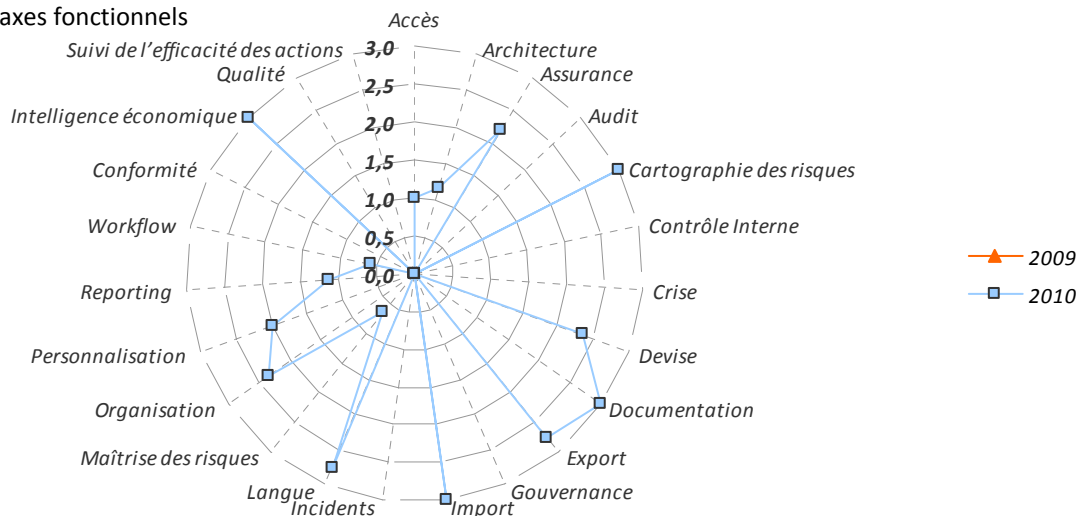 axes fonctionnels
Accès
Suivi de l'efficacité des actions
3,0
Architecture
Qualité
2,5
Assurance
Intelligence économique
2,0
Audit
Conformité
1,5
Cartographie des risques
Workflow
1,0
Contrôle Interne
0,5
2009
Reporting
0,0
Crise
2010
Personnalisation
Devise
Organisation
Documentation
Maîtrise des risques
Export
Langue
Gouvernance
Incidents
Import